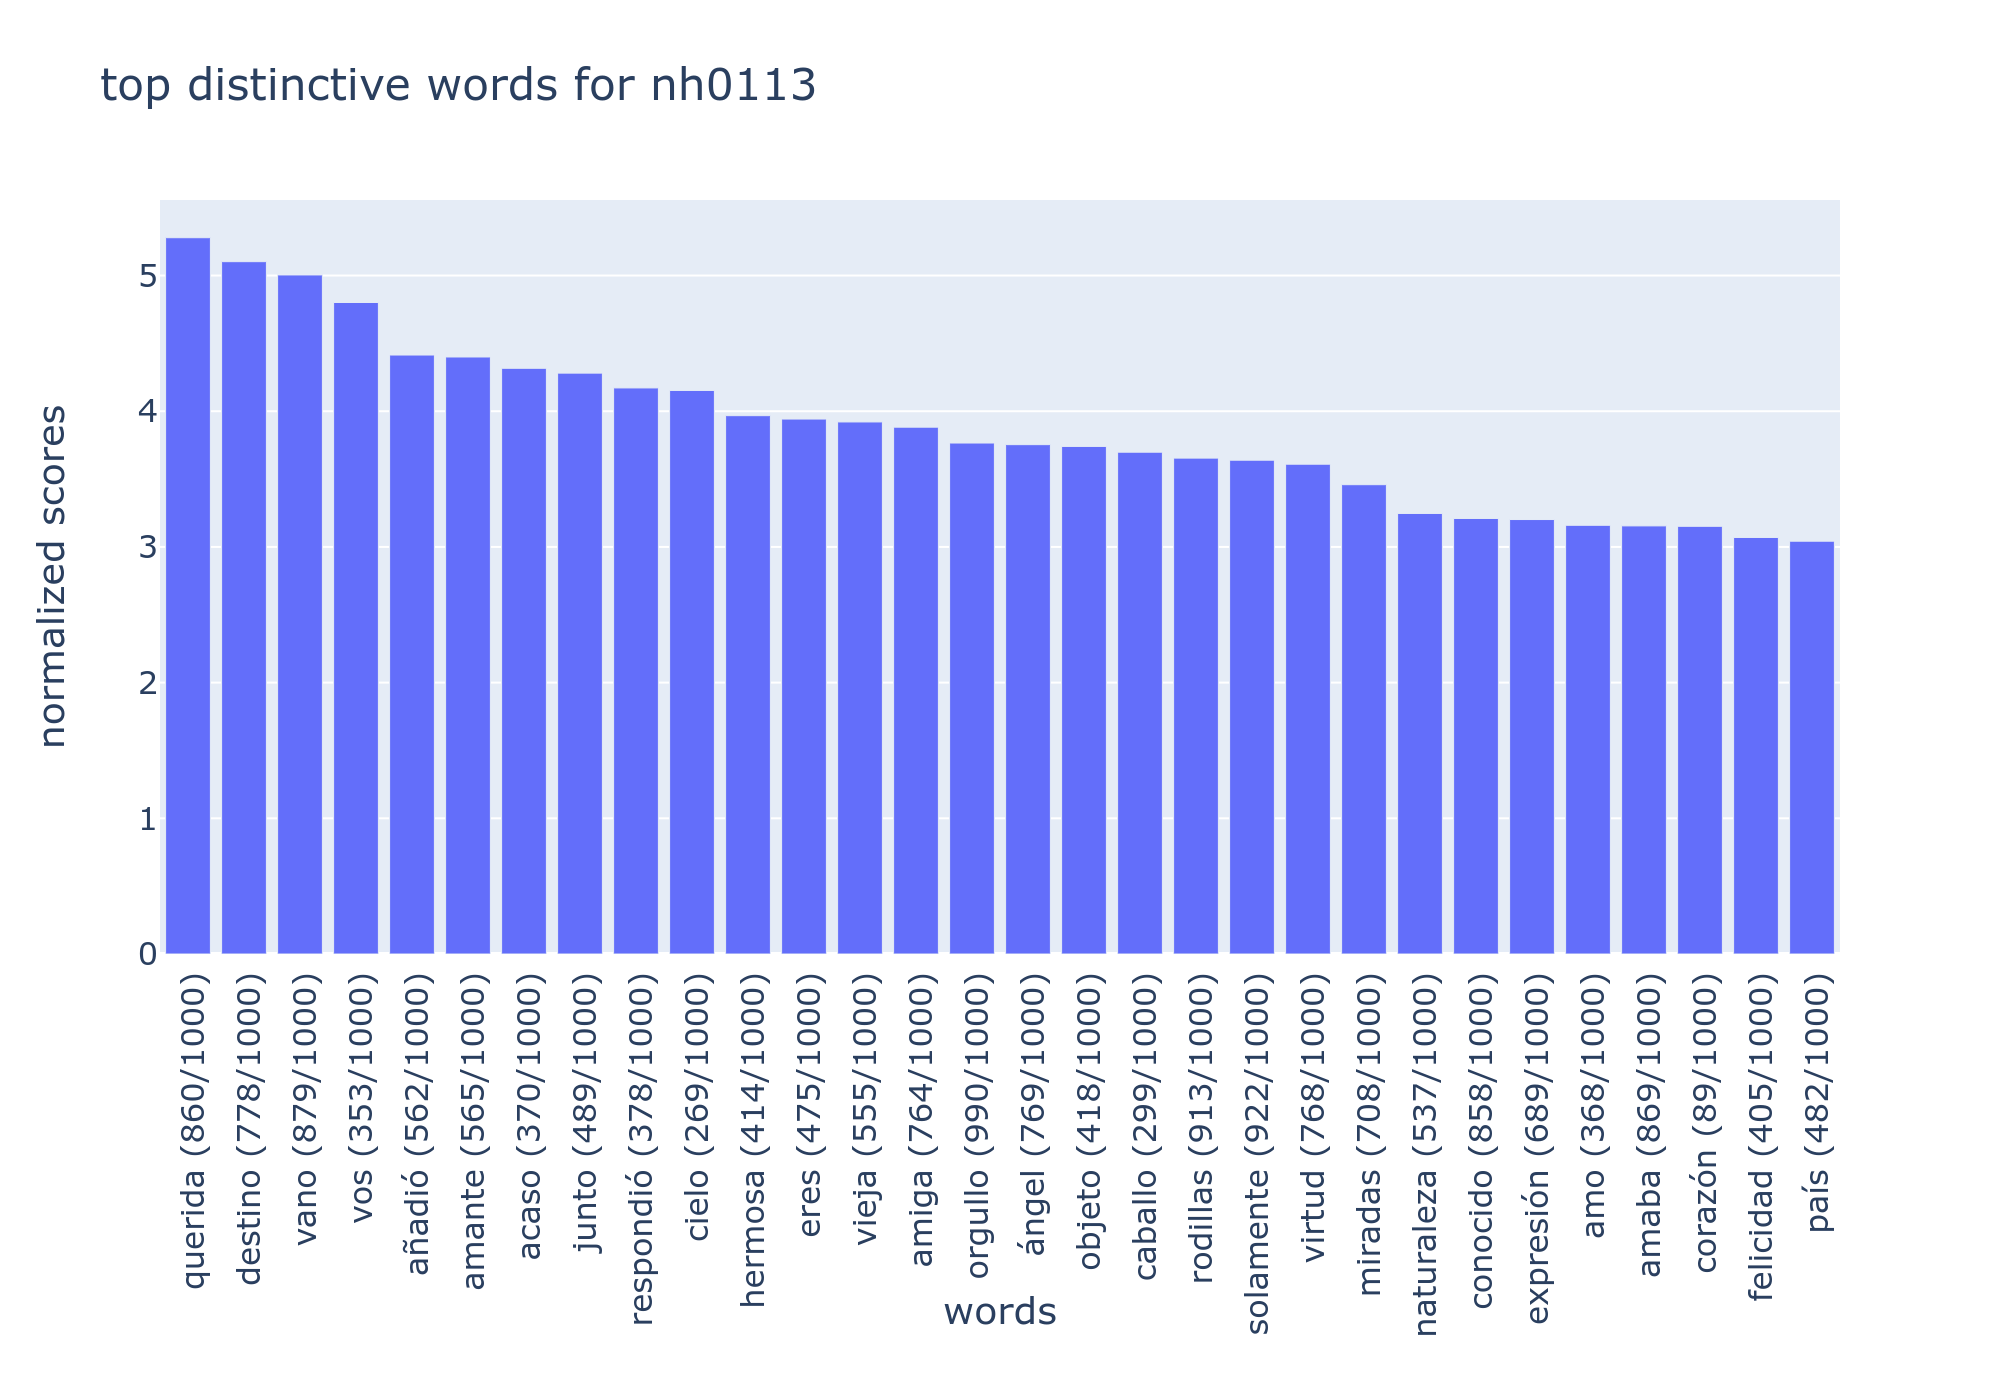 top distinctive words for nh0113
normalized scores
5
4
3
2
1
0
querida (860/1000)
destino (778/1000)
vano (879/1000)
vos (353/1000)
añadió (562/1000)
amante (565/1000)
acaso (370/1000)
junto (489/1000)
respondió (378/1000)
cielo (269/1000)
hermosa (414/1000)
eres (475/1000)
vieja (555/1000)
amiga (764/1000)
orgullo (990/1000)
ángel (769/1000)
objeto (418/1000)
caballo (299/1000)
rodillas (913/1000)
solamente (922/1000)
virtud (768/1000)
miradas (708/1000)
naturaleza (537/1000)
conocido (858/1000)
expresión (689/1000)
amo (368/1000)
amaba (869/1000)
corazón (89/1000)
felicidad (405/1000)
país (482/1000)
words